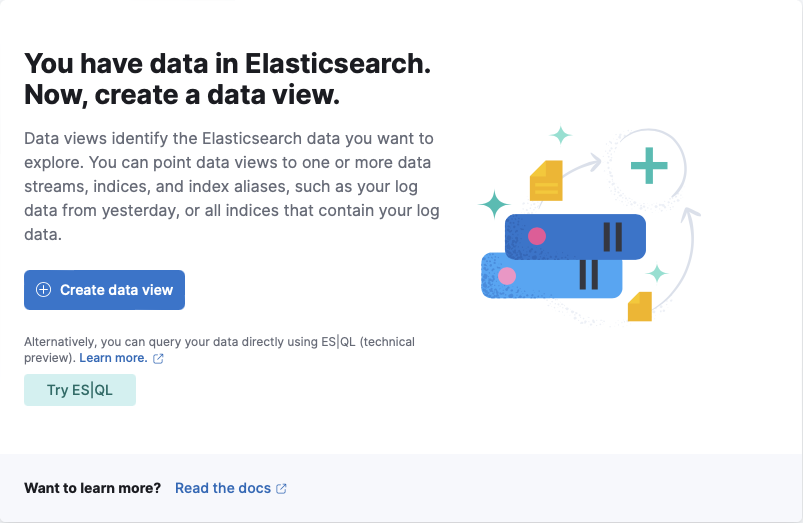 You have data in Elasticsearch.
Now, create a data view.
Data views identify the Elasticsearch data you want to
explore. You can point data views to one or more data
streams, indices, and index aliases, such as your log
data from yesterday, or all indices that contain your log
data.
Create data view
Alternatively, you can query your data directly using ES|QL (technical
preview). Learn more.
Try ES|QL
Want to learn more? Read the docs